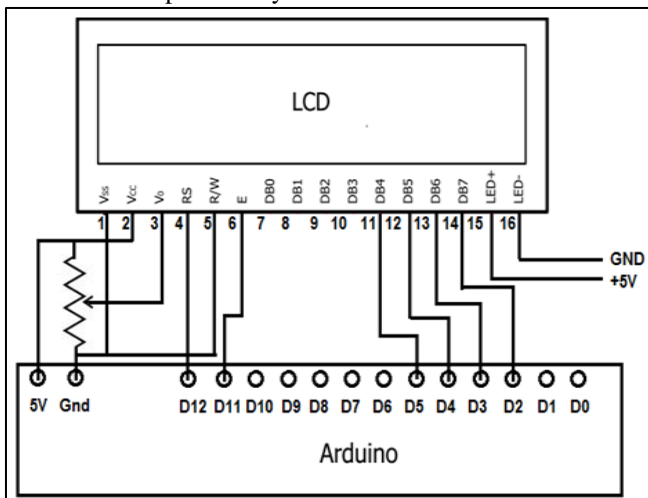 LCD
Vss Vcc Vo RS R/W E DB0 DB1 DB2 DB3 DB4 DB5 DB6 DB7 LED+ LED-
1 2 3 4 5 6 7 8 9 10 11 12 13 14 15 16
GND
+5V
5V Gnd D12 D11 D10 D9 D8 D7 D6 D5 D4 D3 D2 D1 D0
Arduino